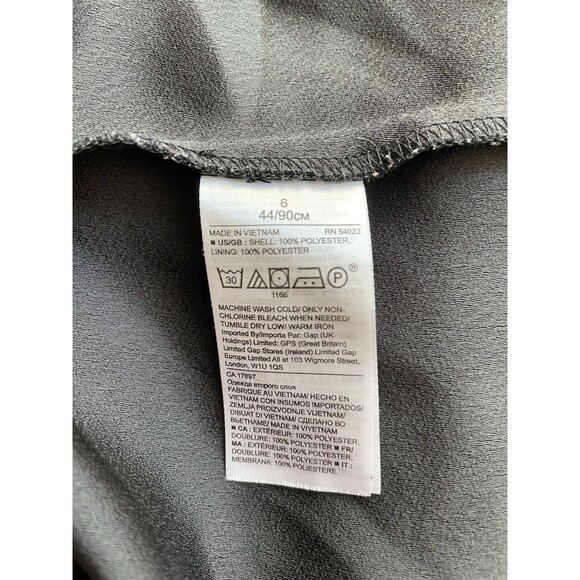 6
44/90CM
MADE IN VIETNAM RN 54023
■ US/GB : SHELL: 100% POLYESTER.
LINING: 100% POLYESTER.
30 P ®
1166
MACHINE WASH COLD/ ONLY NON-
CHLORINE BLEACH WHEN NEEDED/
TUMBLE DRY LOW/ WARM IRON
Imported By/importe Par: Gap (UK
Holdings) Limited: GPS (Great Britain)
Limited Gap Stores (Ireland) Limited Gap
Europe Limited All at 103 Wigmore Street,
London, W1U 1QS
CA 17897
Одежда второго слоя
FABRIQUE AU VIETNAM/ HECHO EN
VIETNAM CON INSUMOS IMPORTADOS/
ZEMLJA PROIZVODNJE VIJETNAM/
DIBUAT DI VIETNAM/ СДЕЛАНО ВО
ВЬЕТНАМЕ/ MADE IN VIYETNAM
■ CA : EXTÉRIEUR: 100% POLYESTER.
DOUBLURE: 100% POLYESTER ■ FR/
MA : EXTÉRIEUR: 100% POLYESTER.
DOUBLURE: 100% POLYESTER ■ IT :
MEMBRANA: 100% POLIESTERE.